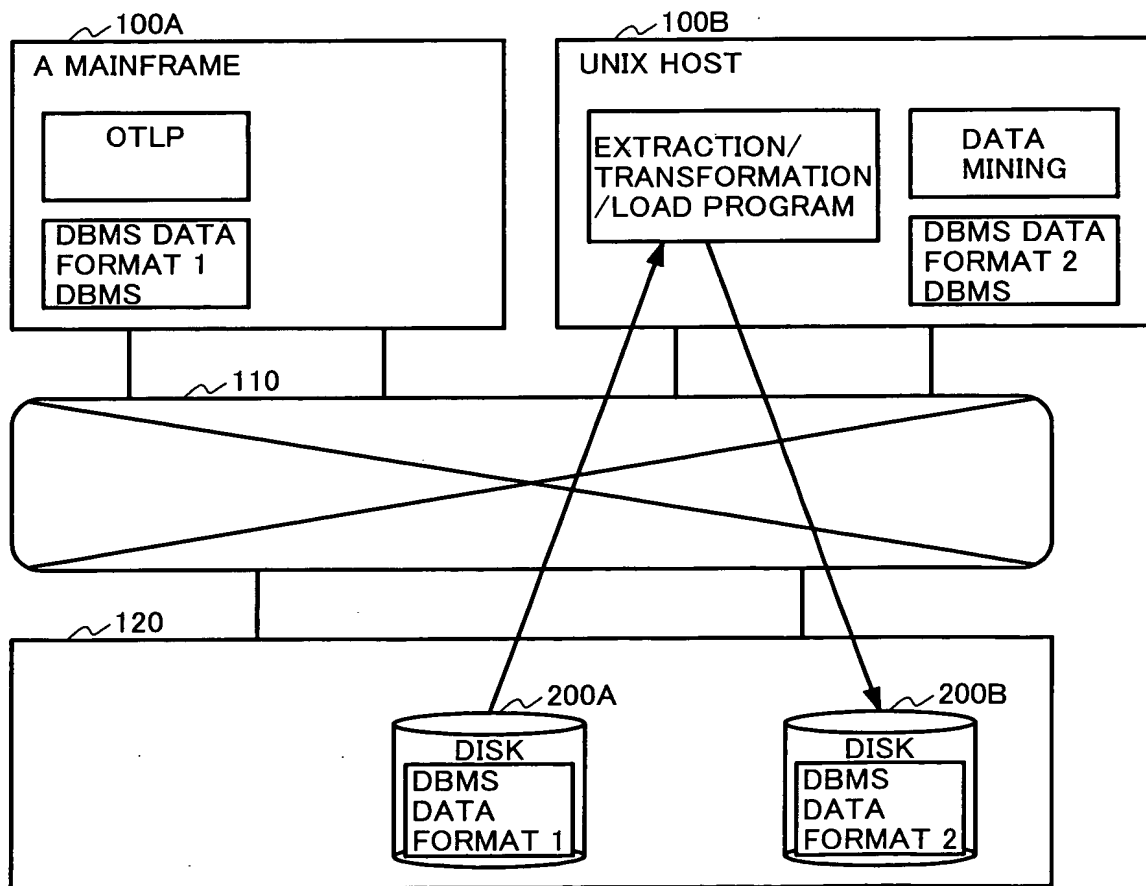 100A
A MAINFRAME
OTLP
DBMS DATA
FORMAT 1
DBMS
100B
UNIX HOST
EXTRACTION/
TRANSFORMATION
/LOAD PROGRAM
DATA
MINING
DBMS DATA
FORMAT 2
DBMS
110
120
200A
DISK
DBMS
DATA
FORMAT 1
200B
DISK
DBMS
DATA
FORMAT 2